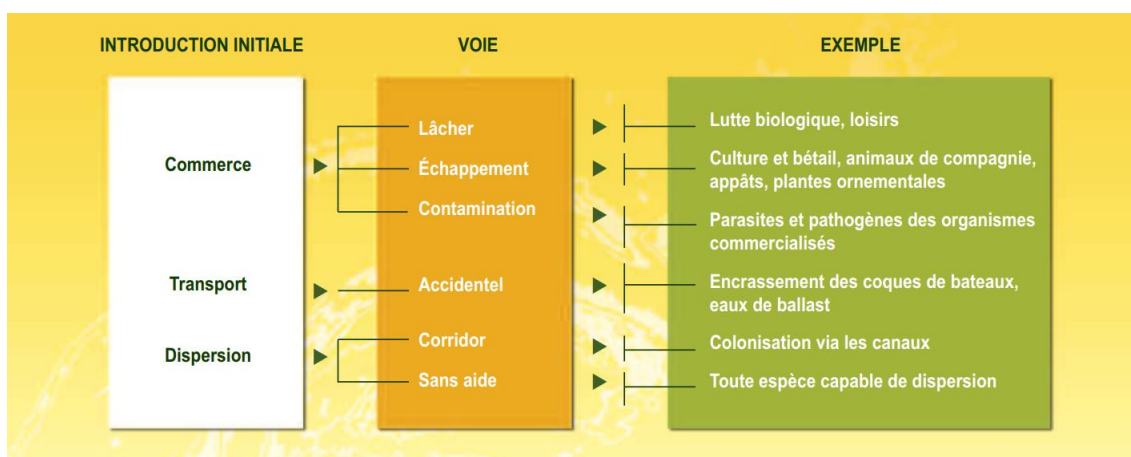 INTRODUCTION INITIALE
VOIE
EXEMPLE
Commerce
Lâcher
Échappement
Contamination
Lutte biologique, loisirs
Culture et bétail, animaux de compagnie,
appâts, plantes ornementales
Parasites et pathogènes des organismes
commercialisés
Transport
Accidentel
Encrassement des coques de bateaux,
eaux de ballast
Dispersion
Corridor
Sans aide
Colonisation via les canaux
Toute espèce capable de dispersion